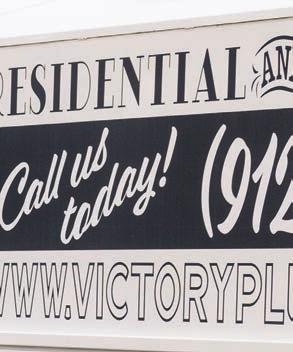 RESIDENTIAL AN
Call us today! (912
WWW.VICTORYPLU